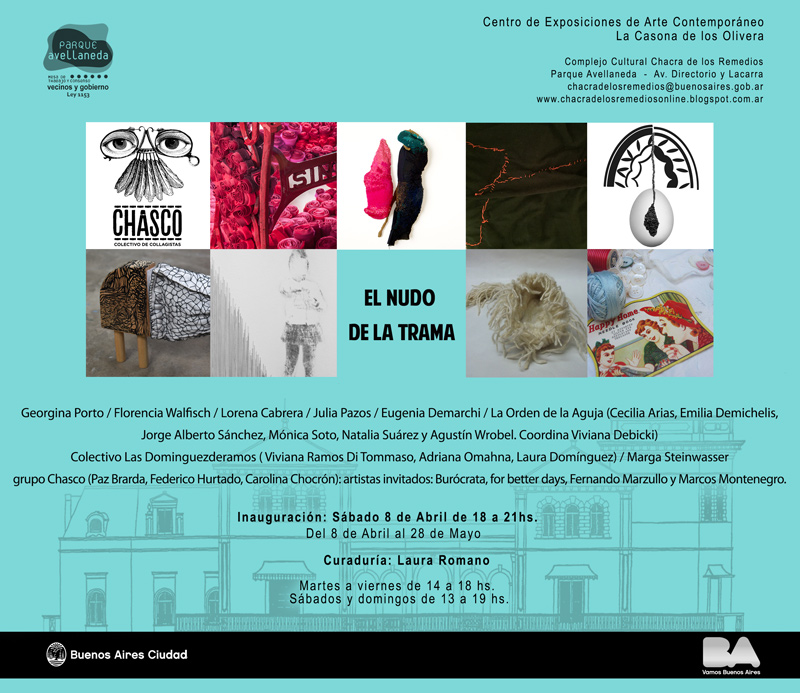 PARQUE
avellaneda
MESA DE
TRABAJO Y CONSENSO
vecinos y gobierno
Ley 1153
Centro de Exposiciones de Arte Contemporáneo
La Casona de los Olivera
Complejo Cultural Chacra de los Remedios
Parque Avellaneda - Av. Directorio y Lacarra
chacradelosremedios@buenosaires.gob.ar
www.chacradelosremediosonline.blogspot.com.ar
CHASCO
COLECTIVO DE COLLAGISTAS
EL NUDO
DE LA TRAMA
Happy Home
NEEDLE BOOK
Georgina Porto / Florencia Walfisch / Lorena Cabrera / Julia Pazos / Eugenia Demarchi / La Orden de la Aguja (Cecilia Arias, Emilia Demichelis,
Jorge Alberto Sánchez, Mónica Soto, Natalia Suárez y Agustín Wrobel. Coordina Viviana Debicki)
Colectivo Las Dominguezderamos ( Viviana Ramos Di Tommaso, Adriana Omahna, Laura Domínguez) / Marga Steinwasser
grupo Chasco (Paz Brarda, Federico Hurtado, Carolina Chocrón): artistas invitados: Burócrata, for better days, Fernando Marzullo y Marcos Montenegro.
Inauguración: Sábado 8 de Abril de 18 a 21hs.
Del 8 de Abril al 28 de Mayo
Curaduría: Laura Romano
Martes a viernes de 14 a 18 hs.
Sábados y domingos de 13 a 19 hs.
Buenos Aires Ciudad
BA
Vamos Buenos Aires